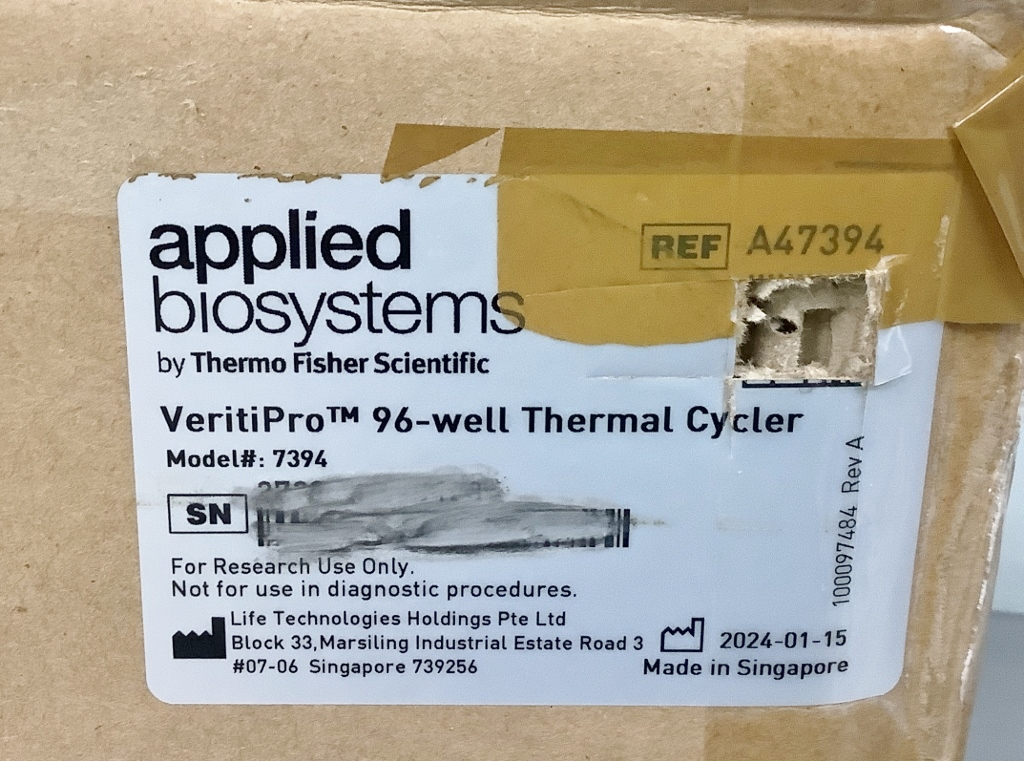 applied
biosystems
by Thermo Fisher Scientific
REF A47394
VeritiPro™ 96-well Thermal Cycler
Model#: 7394
SN
For Research Use Only.
Not for use in diagnostic procedures.
Life Technologies Holdings Pte Ltd
Block 33,Marsiling Industrial Estate Road 3
#07-06 Singapore 739256
2024-01-15
Made in Singapore
100097484 Rev A